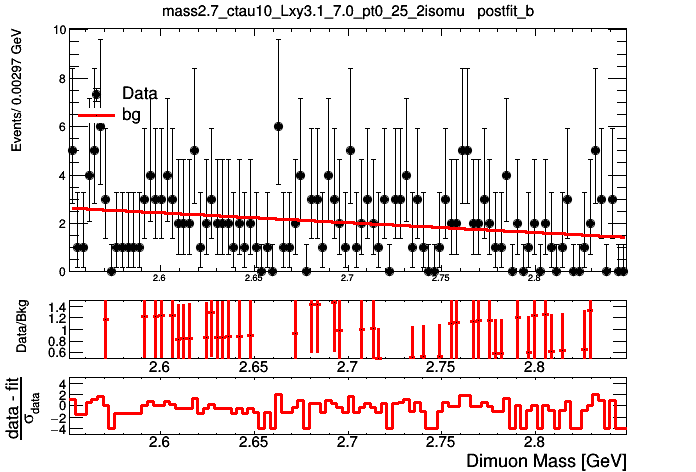 mass2.7_ctau10_Lxy3.1_7.0_pt0_25_2isomu postfit_b
Events/ 0.00297 GeV
10
8
6
4
2
0
Data
bg
2.6 2.65 2.7 2.75 2.8
Data/Bkg
1.4
1.2
1
0.8
0.6
2.6 2.65 2.7 2.75 2.8
data - fit
σdata
4
2
0
−2
−4
2.6 2.65 2.7 2.75 2.8
Dimuon Mass [GeV]